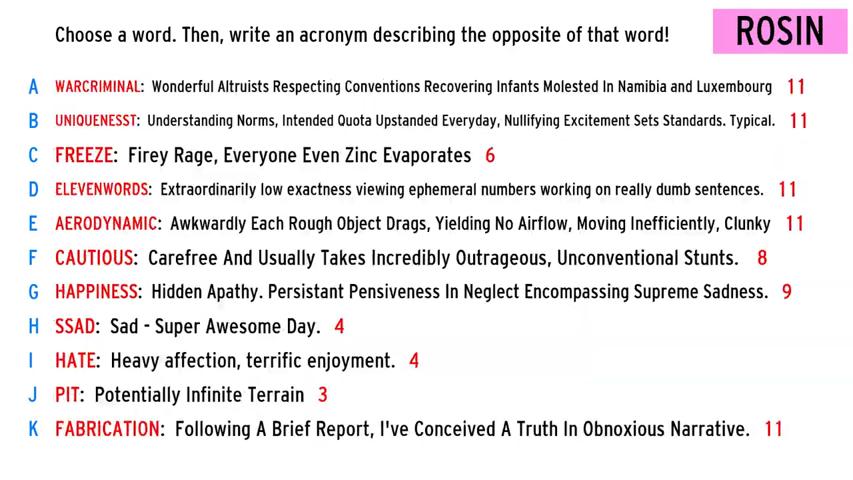 Choose a word. Then, write an acronym describing the opposite of that word!
ROSIN
A WARCRIMINAL: Wonderful Altruists Respecting Conventions Recovering Infants Molested In Namibia and Luxembourg 11
B UNIQUENESST: Understanding Norms, Intended Quota Upstanded Everyday, Nullifying Excitement Sets Standards. Typical. 11
C FREEZE: Firey Rage, Everyone Even Zinc Evaporates 6
D ELEVENWORDS: Extraordinarily low exactness viewing ephemeral numbers working on really dumb sentences. 11
E AERODYNAMIC: Awkwardly Each Rough Object Drags, Yielding No Airflow, Moving Inefficiently, Clunky 11
F CAUTIOUS: Carefree And Usually Takes Incredibly Outrageous, Unconventional Stunts. 8
G HAPPINESS: Hidden Apathy. Persistant Pensiveness In Neglect Encompassing Supreme Sadness. 9
H SSAD: Sad - Super Awesome Day. 4
I HATE: Heavy affection, terrific enjoyment. 4
J PIT: Potentially Infinite Terrain 3
K FABRICATION: Following A Brief Report, I've Conceived A Truth In Obnoxious Narrative. 11